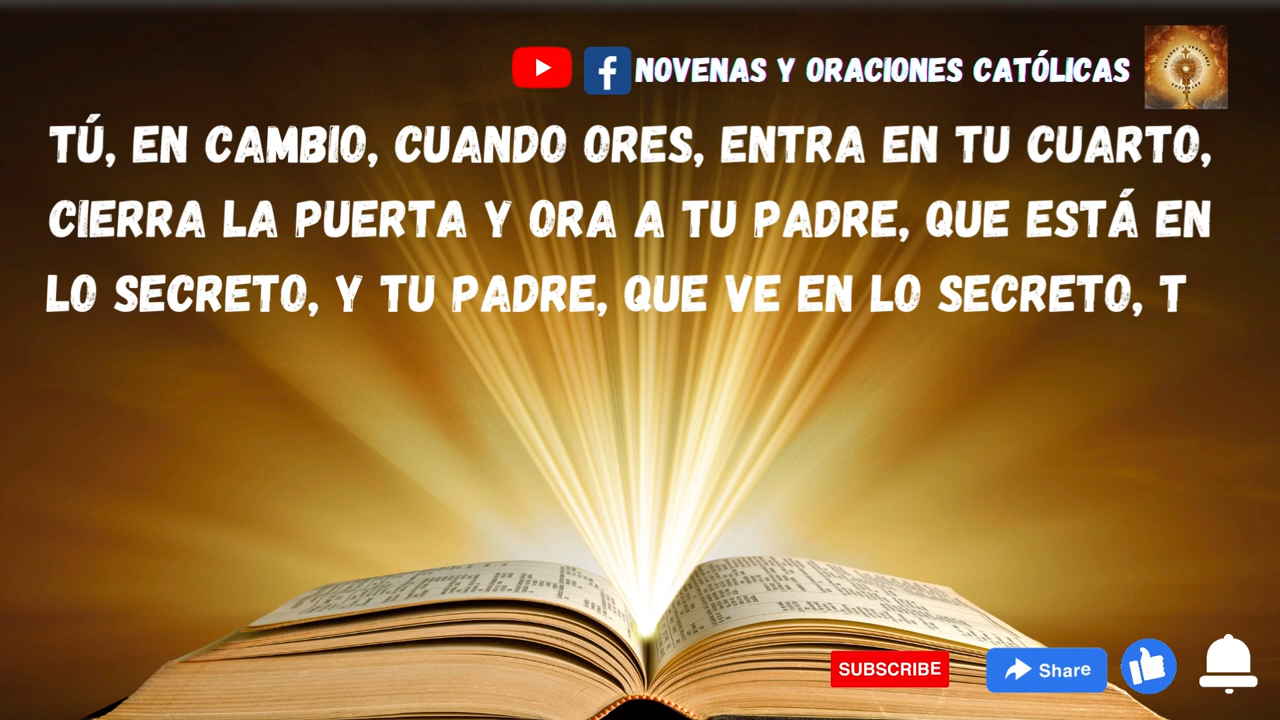 NOVENAS Y ORACIONES CATÓLICAS
TÚ, EN CAMBIO, CUANDO ORES, ENTRA EN TU CUARTO,
CIERRA LA PUERTA Y ORA A TU PADRE, QUE ESTÁ EN
LO SECRETO, Y TU PADRE, QUE VE EN LO SECRETO, T
SUBSCRIBE
Share